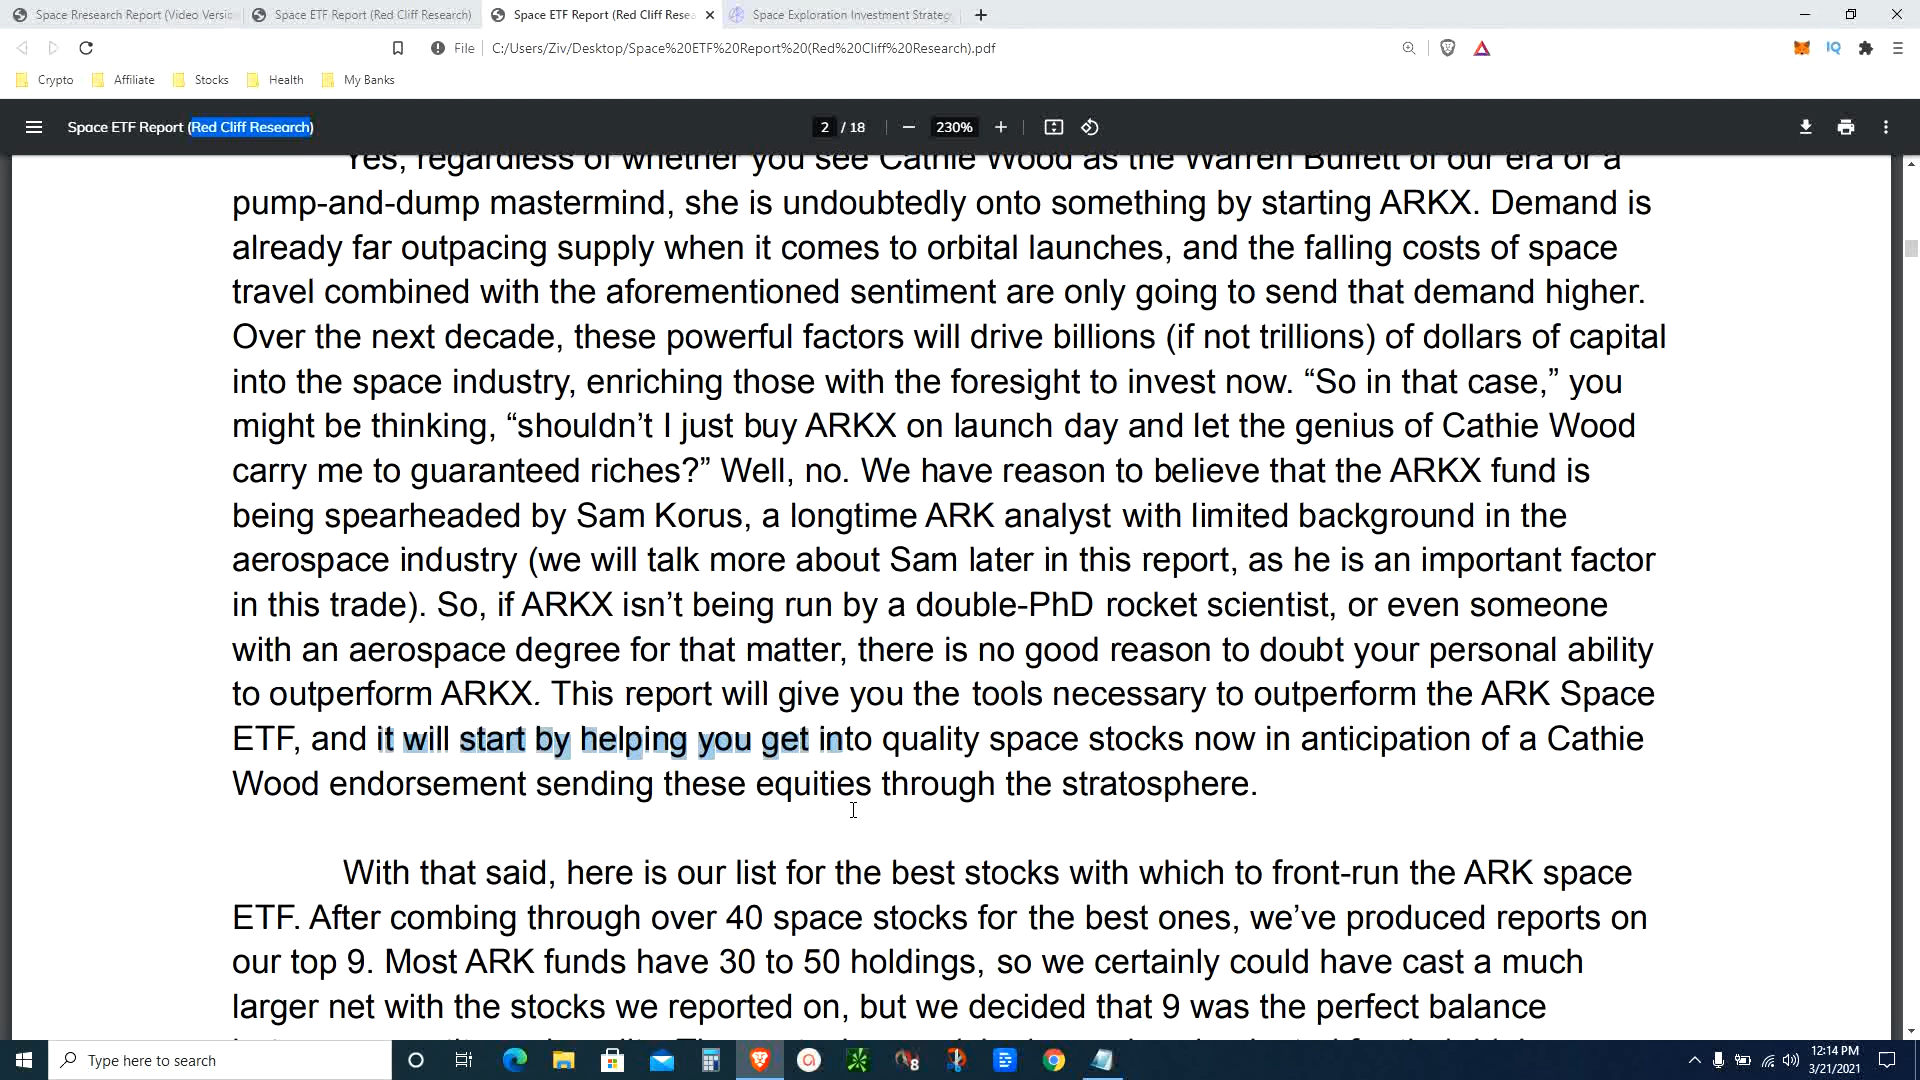 Space Rresearch Report (Video Versio
Space ETF Report (Red Cliff Research)
Space ETF Report (Red Cliff Resea
Space Exploration Investment Strateg
File
C:/Users/Ziv/Desktop/Space%20ETF%20Report%20(Red%20Cliff%20Research).pdf
Crypto
Affiliate
Stocks
Health
My Banks
Space ETF Report (Red Cliff Research)
2 / 18
230%
Yes, regardless of whether you see Cathie Wood as the Warren Buffett of our era or a
pump-and-dump mastermind, she is undoubtedly onto something by starting ARKX. Demand is
already far outpacing supply when it comes to orbital launches, and the falling costs of space
travel combined with the aforementioned sentiment are only going to send that demand higher.
Over the next decade, these powerful factors will drive billions (if not trillions) of dollars of capital
into the space industry, enriching those with the foresight to invest now. “So in that case,” you
might be thinking, “shouldn’t I just buy ARKX on launch day and let the genius of Cathie Wood
carry me to guaranteed riches?” Well, no. We have reason to believe that the ARKX fund is
being spearheaded by Sam Korus, a longtime ARK analyst with limited background in the
aerospace industry (we will talk more about Sam later in this report, as he is an important factor
in this trade). So, if ARKX isn’t being run by a double-PhD rocket scientist, or even someone
with an aerospace degree for that matter, there is no good reason to doubt your personal ability
to outperform ARKX. This report will give you the tools necessary to outperform the ARK Space
ETF, and it will start by helping you get into quality space stocks now in anticipation of a Cathie
Wood endorsement sending these equities through the stratosphere.
With that said, here is our list for the best stocks with which to front-run the ARK space
ETF. After combing through over 40 space stocks for the best ones, we’ve produced reports on
our top 9. Most ARK funds have 30 to 50 holdings, so we certainly could have cast a much
larger net with the stocks we reported on, but we decided that 9 was the perfect balance
Type here to search
12:14 PM
3/21/2021